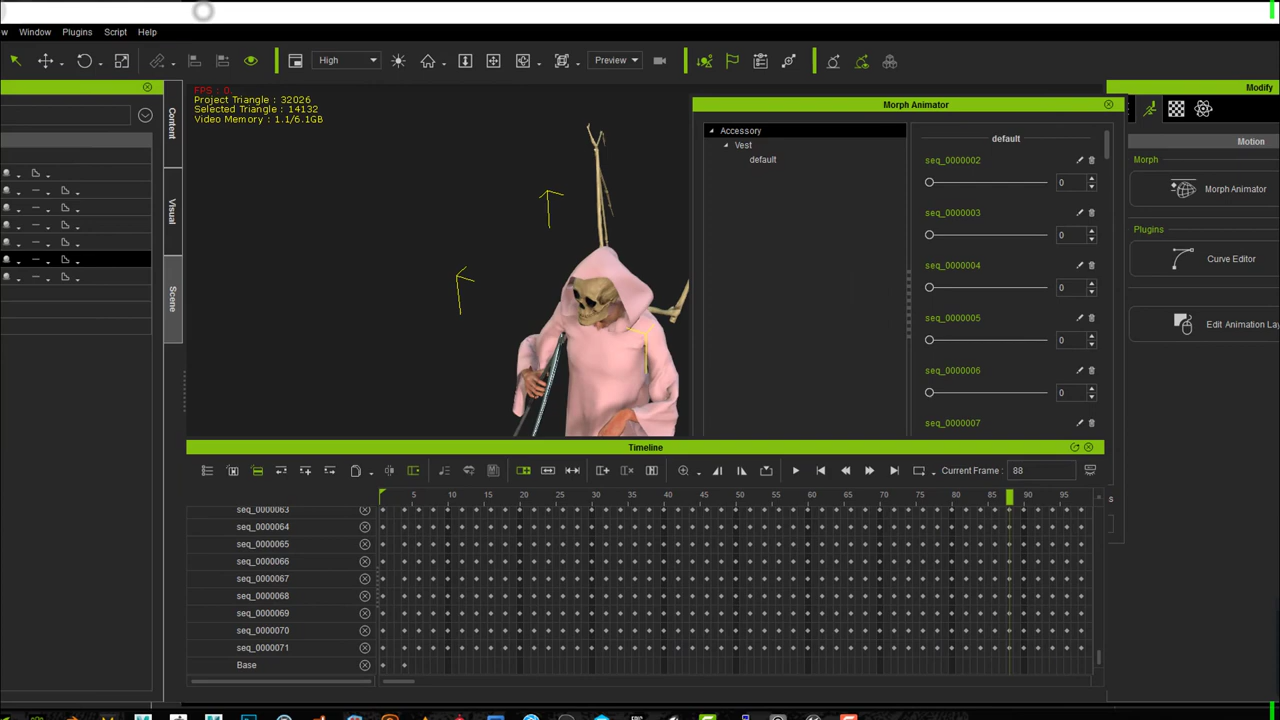 w Window Plugins Script Help
High
Preview
FPS : 0.
Project Triangle : 32026
Selected Triangle : 14132
Video Memory : 1.1/6.1GB
Content
Visual
Scene
Morph Animator
Accessory
Vest
default
default
seq_0000002
0
seq_0000003
0
seq_0000004
0
seq_0000005
0
seq_0000006
0
seq_0000007
Modify
Motion
Morph
Morph Animator
Plugins
Curve Editor
Edit Animation La
s
Timeline
Current Frame : 88
5 10 15 20 25 30 35 40 45 50 55 60 65 70 75 80 85 90 95
seq_0000063
seq_0000064
seq_0000065
seq_0000066
seq_0000067
seq_0000068
seq_0000069
seq_0000070
seq_0000071
Base